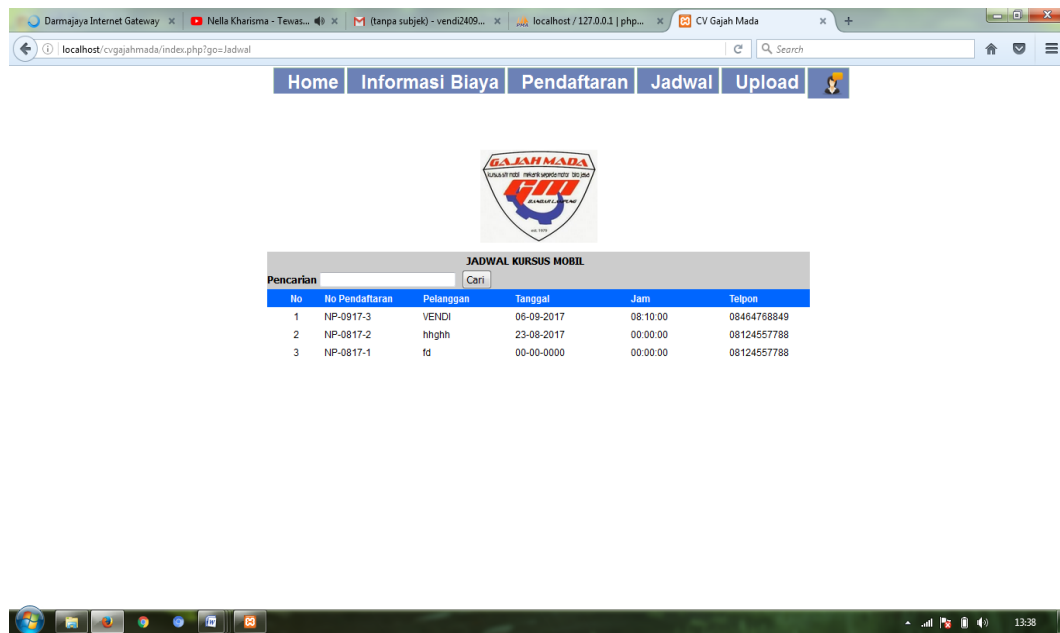 Darmajaya Internet Gateway
Nella Kharisma - Tewas...
(tanpa subjek) - vendi2409...
localhost / 127.0.0.1 | php...
CV Gajah Mada
localhost/cvgajahmada/index.php?go=Jadwal
Search
Home Informasi Biaya Pendaftaran Jadwal Upload
GAJAH MADA
GM
BANDAR LAMPUNG
JADWAL KURSUS MOBIL
Pencarian Cari
No No Pendaftaran Pelanggan Tanggal Jam Telpon
1 NP-0917-3 VENDI 06-09-2017 08:10:00 08464768849
2 NP-0817-2 hhghh 23-08-2017 00:00:00 08124557788
3 NP-0817-1 fd 00-00-0000 00:00:00 08124557788
13:38